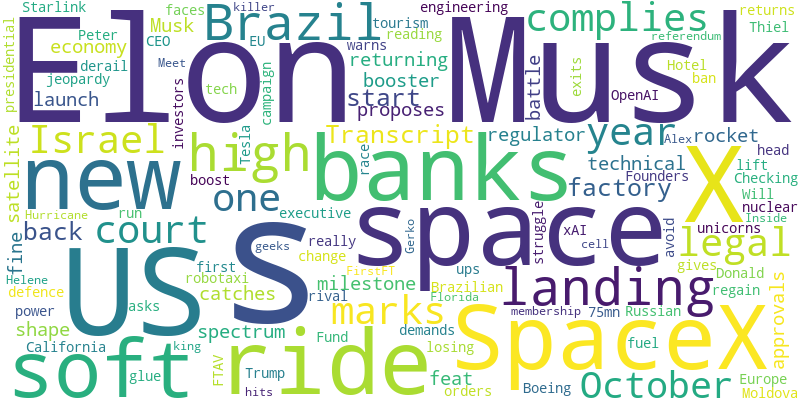 Starlink faces killer engineering returns
Peter Musk Brazil tourism complies Thiel
economy CEO EU reading referendum
derail warns returning Hotel
presidential jeopardy Meet booster exits ban
Elon Musk
launch tech campaign start battle OpenAI
investors proposes
Israel Transcript regulator year Alex rocket
satellite high Tesla race banks technical head
new boost factory Founders X lift Checking
one Will nuclear
Hurricane run executive space struggle xAI avoid unicorns Inside
back court geeks really Gerko cell legal
fine US S change
Helene first FirstFT ups gives Donald
defence robotaxi milestone Brazilian landing regain
power asks catches rival Florida membership 75mn Russian approvals
shape spectrum marks SpaceX
California Fund demands fuel
soft king ride losing
glue FTAV Trump feat Boeing October Europe
hits orders Moldova